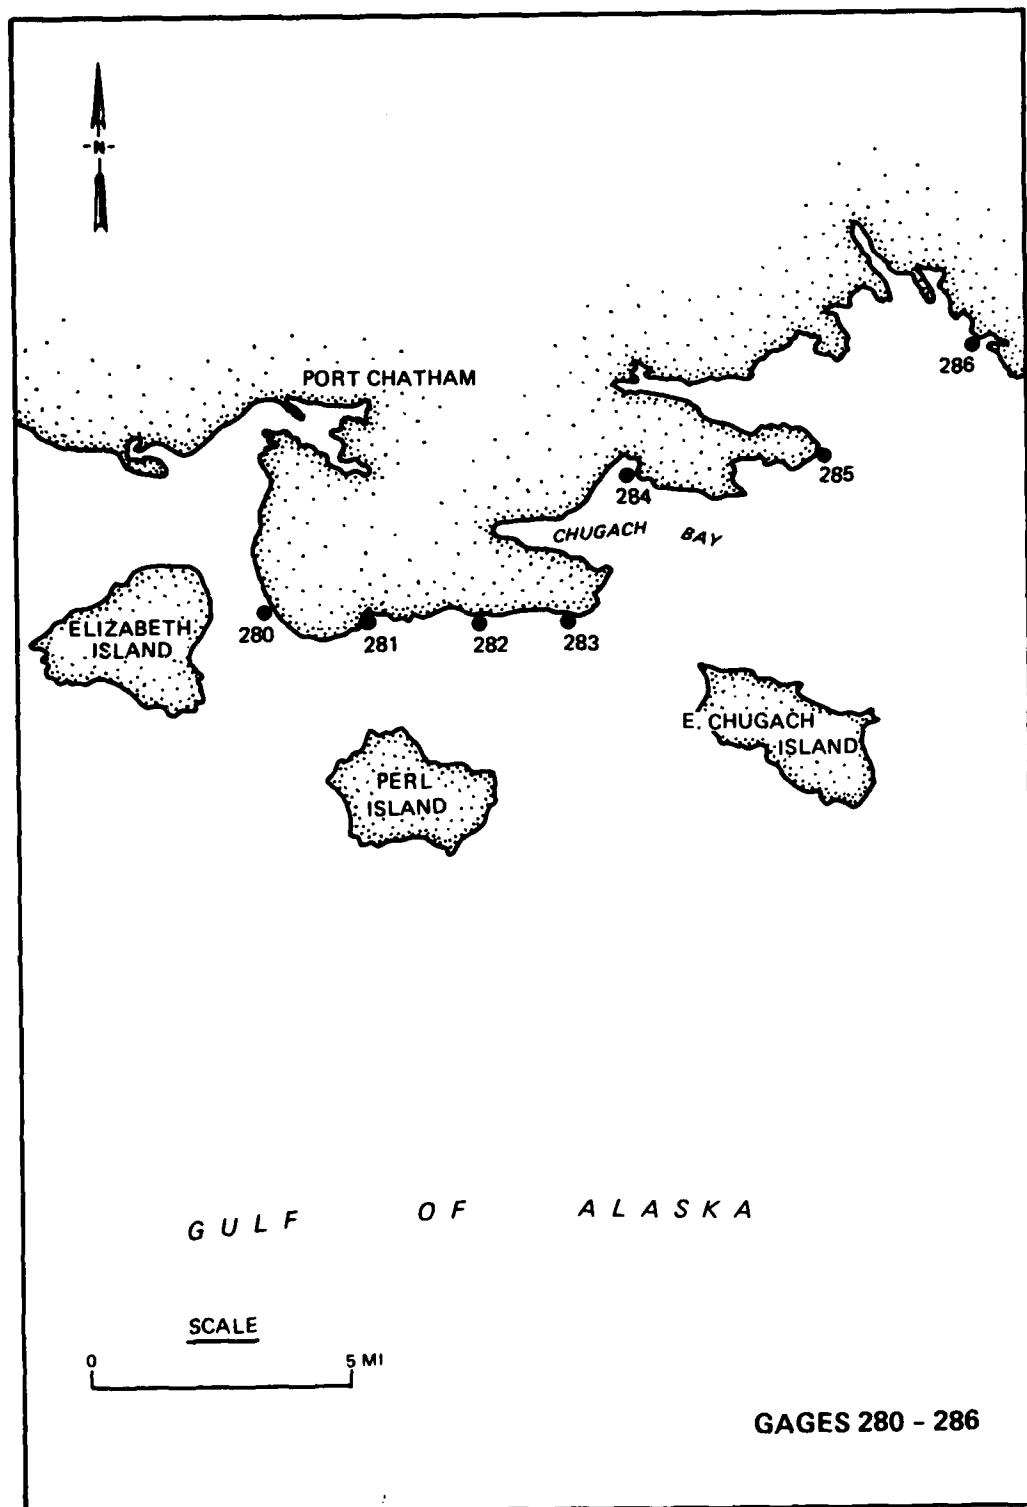 -N-
PORT CHATHAM
286
285
284
CHUGACH BAY
280
281
282
283
ELIZABETH
ISLAND
E. CHUGACH
ISLAND
PERL
ISLAND
GULF OF ALASKA
SCALE
0 5 MI
GAGES 280 - 286